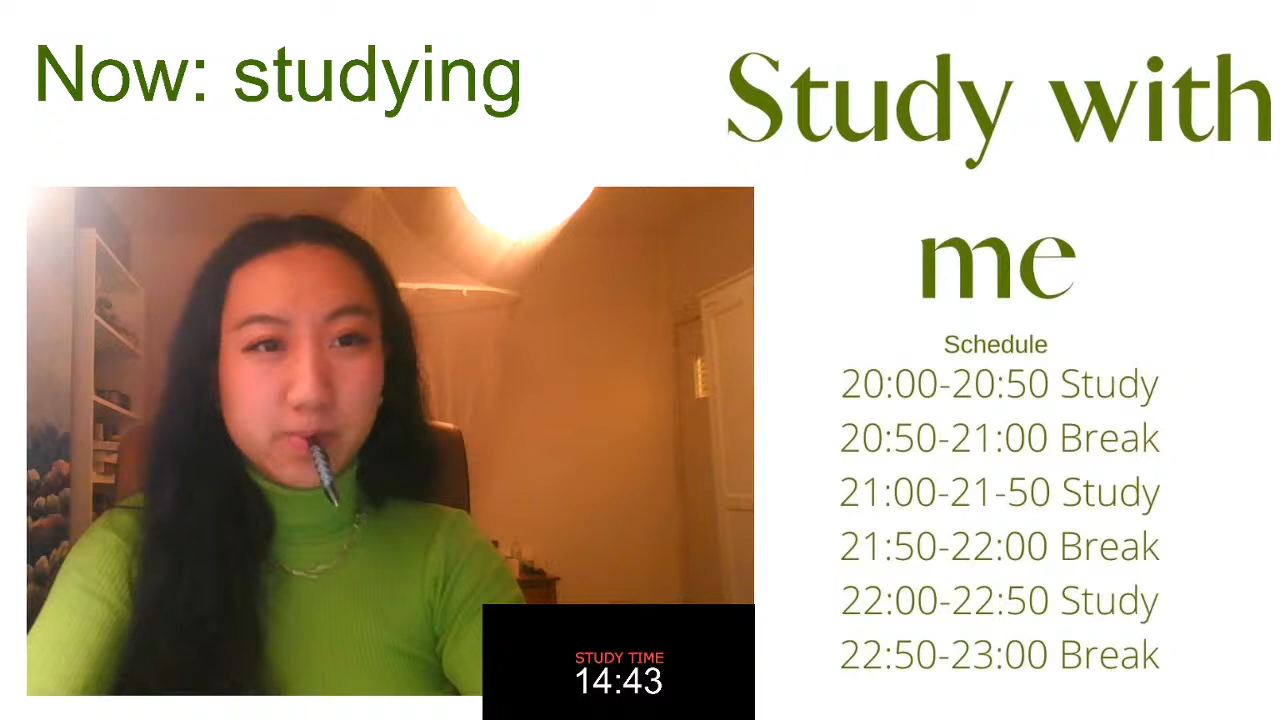 Now: studying
Study with
me
Schedule
20:00-20:50 Study
20:50-21:00 Break
21:00-21-50 Study
21:50-22:00 Break
22:00-22:50 Study
22:50-23:00 Break
STUDY TIME
14:43